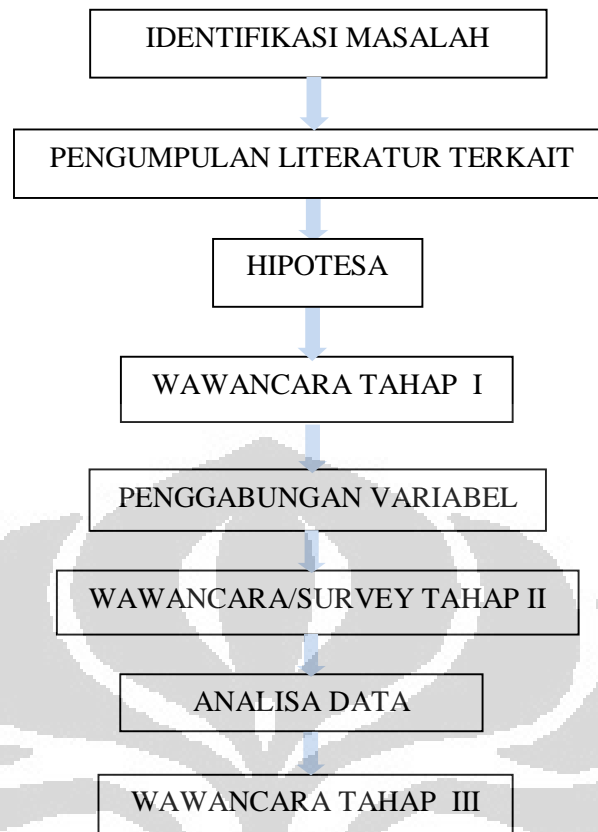 IDENTIFIKASI MASALAH
PENGUMPULAN LITERATUR TERKAIT
HIPOTESA
WAWANCARA TAHAP I
PENGGABUNGAN VARIABEL
WAWANCARA/SURVEY TAHAP II
ANALISA DATA
WAWANCARA TAHAP III